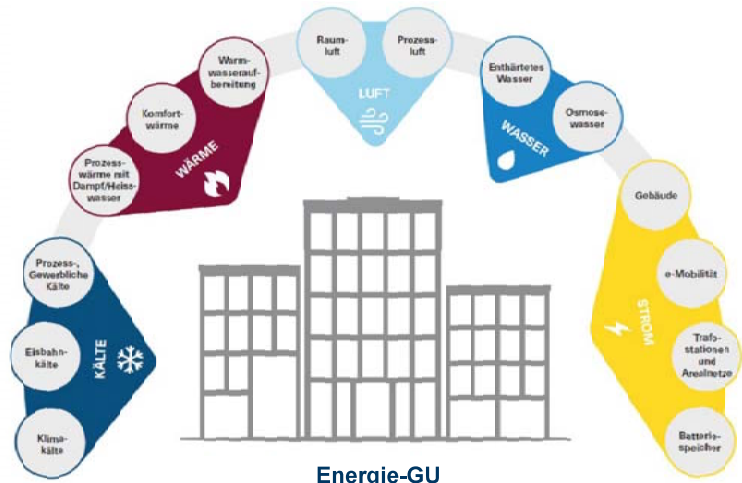 Raum-
luft
Prozess-
luft
LUFT
Warm-
wasserauf-
bereitung
Komfort-
wärme
Prozess-
wärme mit
Dampf/Heiss-
wasser
WÄRME
Enthärtetes
Wasser
Osmose-
wasser
WASSER
Gebäude
e-Mobilität
Trafo-
stationen
und
Arealnetze
Batterie-
speicher
STROM
Prozess-,
Gewerbliche
Kälte
Eisbahn-
kälte
Klima-
kälte
KÄLTE
Energie-GU